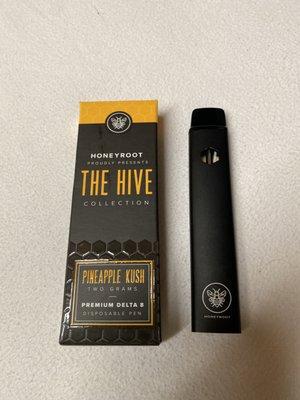 HONEYROOT
PROUDLY PRESENTS
THE HIVE
COLLECTION
PINEAPPLE KUSH
TWO GRAMS
PREMIUM DELTA 8
DISPOSABLE PEN
HONEYROOT